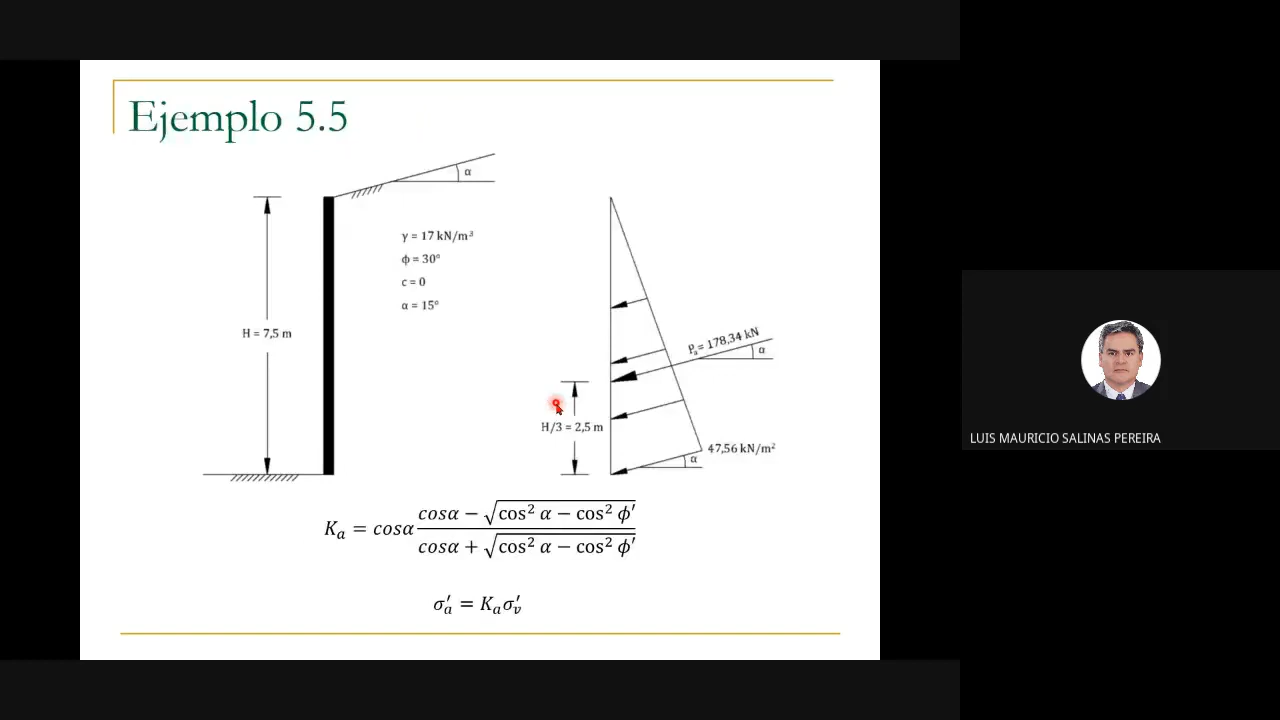 Ejemplo 5.5
α
γ = 17 kN/m³
ϕ = 30°
c = 0
α = 15°
H = 7,5 m
Pₐ = 178,34 kN
α
H/3 = 2,5 m
47,56 kN/m²
α
Kₐ = cosα (cosα − √(cos² α − cos² ϕ′)) / (cosα + √(cos² α − cos² ϕ′))
σ′ₐ = Kₐσ′ᵥ
LUIS MAURICIO SALINAS PEREIRA